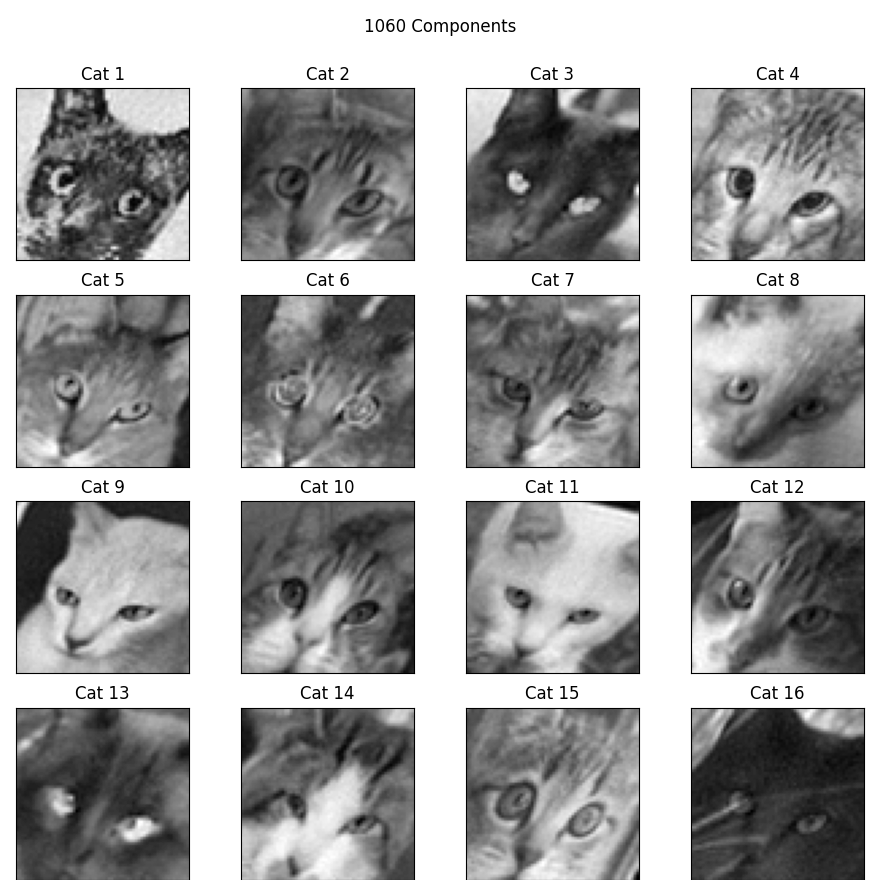 1060 Components
Cat 1 Cat 2 Cat 3 Cat 4
Cat 5 Cat 6 Cat 7 Cat 8
Cat 9 Cat 10 Cat 11 Cat 12
Cat 13 Cat 14 Cat 15 Cat 16